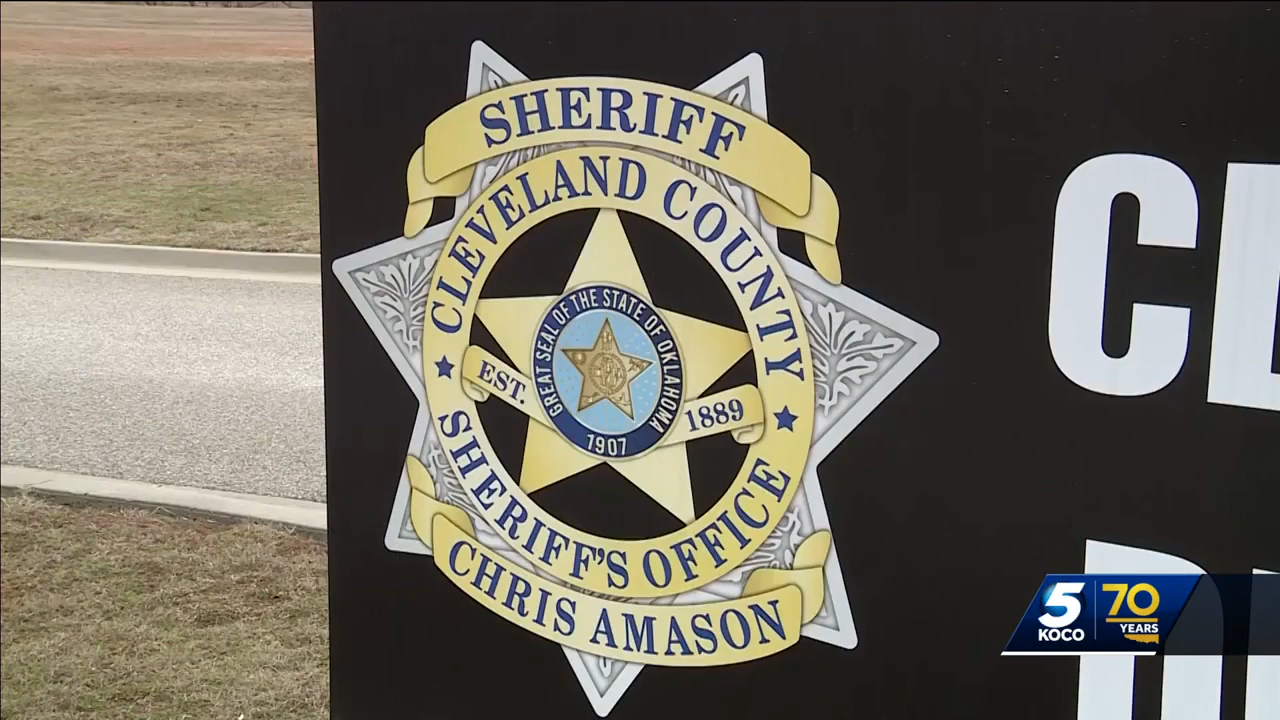 SHERIFF
CLEVELAND COUNTY
GREAT SEAL OF THE STATE OF OKLAHOMA
1907
EST.
1889
SHERIFF'S OFFICE
CHRIS AMASON
C
5
KOCO
70
YEARS